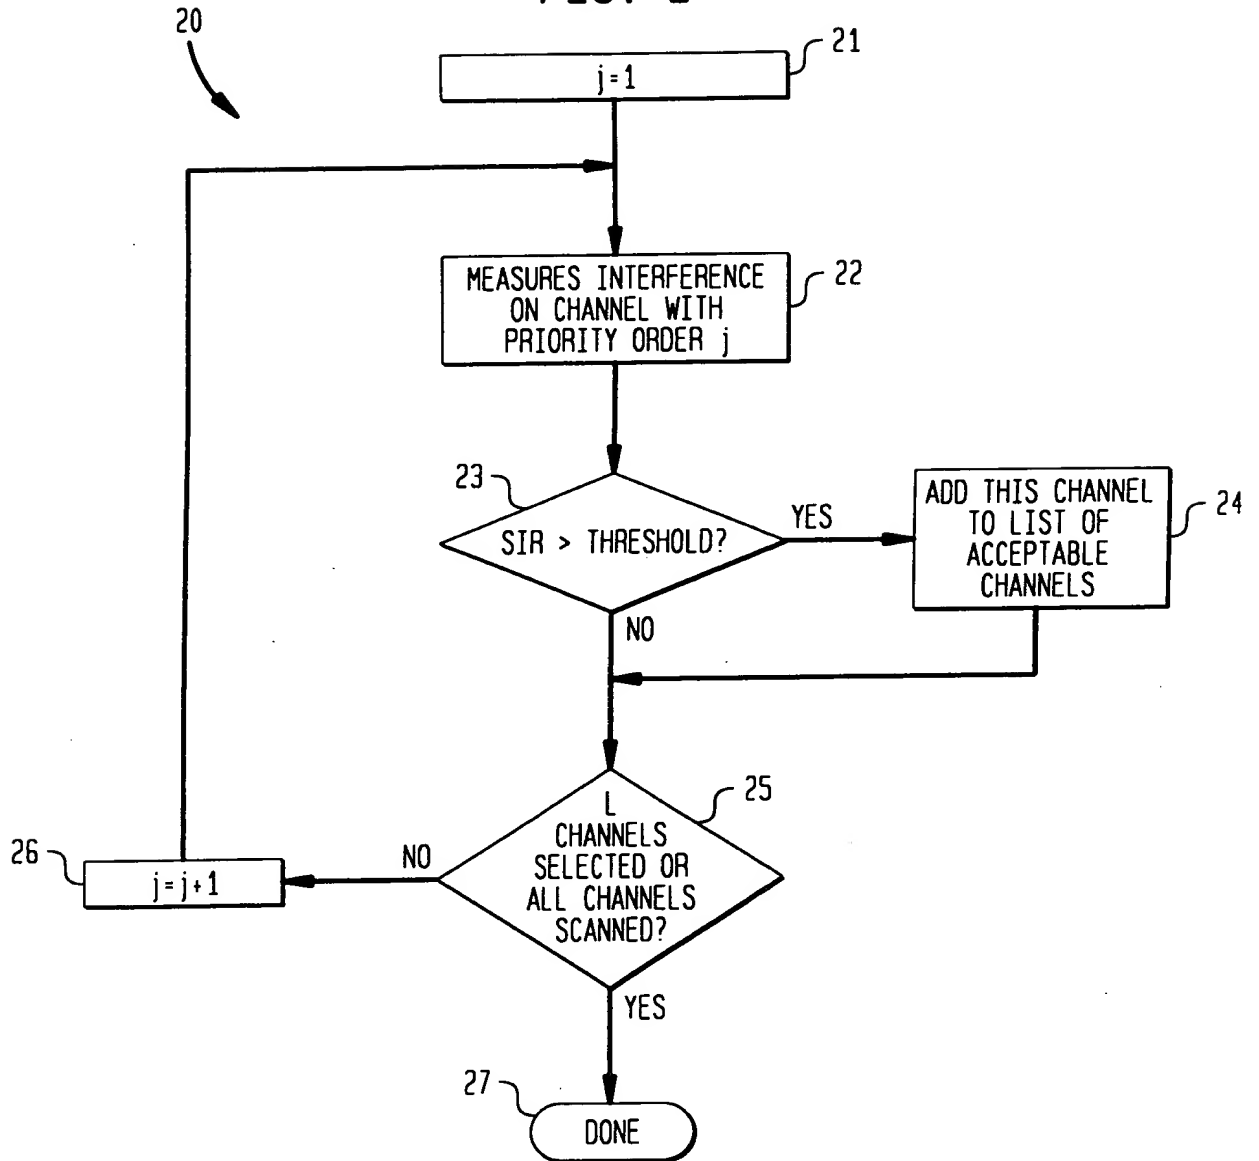 20
j=1
21
MEASURES INTERFERENCE
ON CHANNEL WITH
PRIORITY ORDER j
22
23
SIR > THRESHOLD?
YES
NO
ADD THIS CHANNEL
TO LIST OF
ACCEPTABLE
CHANNELS
24
L
CHANNELS
SELECTED OR
ALL CHANNELS
SCANNED?
25
NO
26
j=j+1
YES
27
DONE